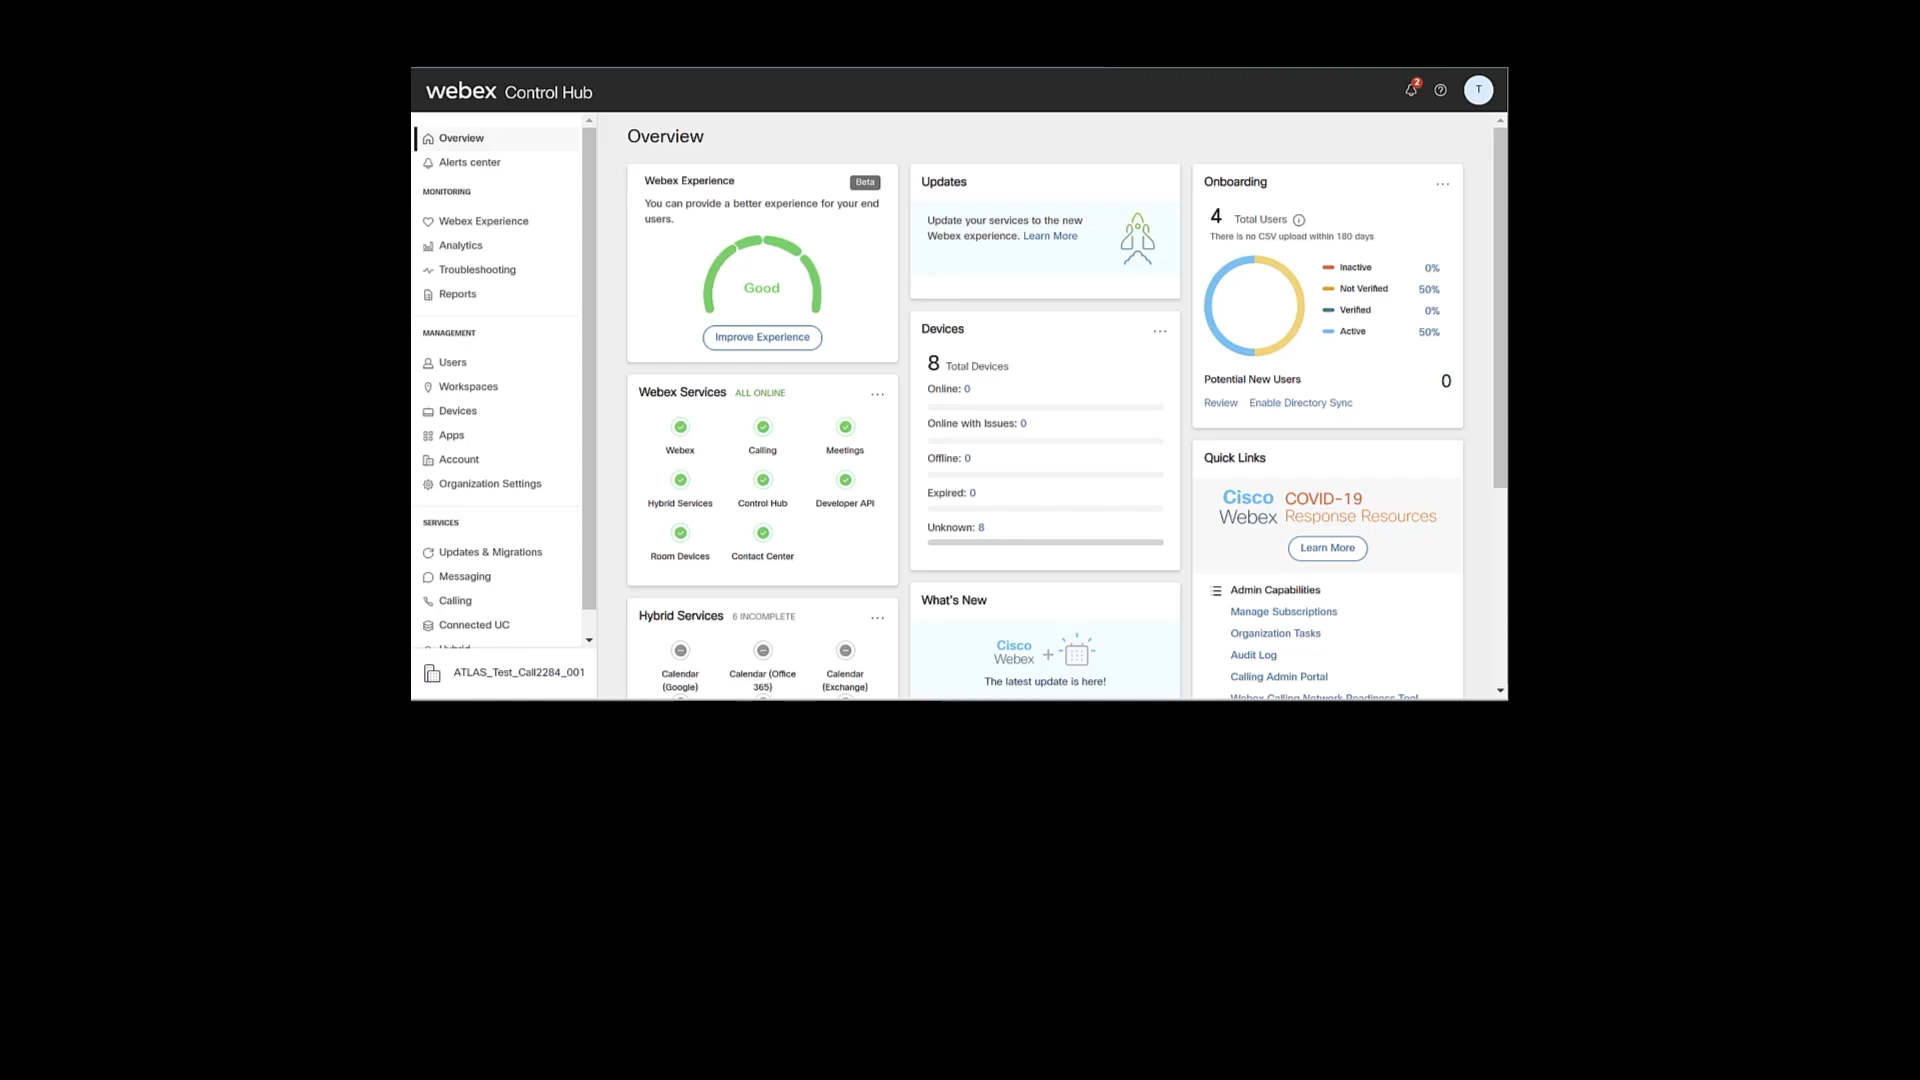 webex Control Hub
2
T
Overview
Alerts center
MONITORING
Webex Experience
Analytics
Troubleshooting
Reports
MANAGEMENT
Users
Workspaces
Devices
Apps
Account
Organization Settings
SERVICES
Updates & Migrations
Messaging
Calling
Connected UC
Hybrid
ATLAS_Test_Call2284_001
Overview
Webex Experience
Beta
You can provide a better experience for your end
users.
Good
Improve Experience
Webex Services ALL ONLINE
...
Webex Calling Meetings
Hybrid Services Control Hub Developer API
Room Devices Contact Center
Hybrid Services 6 INCOMPLETE
...
Calendar (Google)
Calendar (Office 365)
Calendar (Exchange)
Updates
Update your services to the new
Webex experience. Learn More
Devices
...
8 Total Devices
Online: 0
Online with Issues: 0
Offline: 0
Expired: 0
Unknown: 8
What's New
Cisco
Webex +
The latest update is here!
Onboarding
...
4 Total Users
There is no CSV upload within 180 days
Inactive 0%
Not Verified 50%
Verified 0%
Active 50%
Potential New Users 0
Review Enable Directory Sync
Quick Links
Cisco COVID-19
Webex Response Resources
Learn More
Admin Capabilities
Manage Subscriptions
Organization Tasks
Audit Log
Calling Admin Portal
Webex Calling Network Readiness Tool